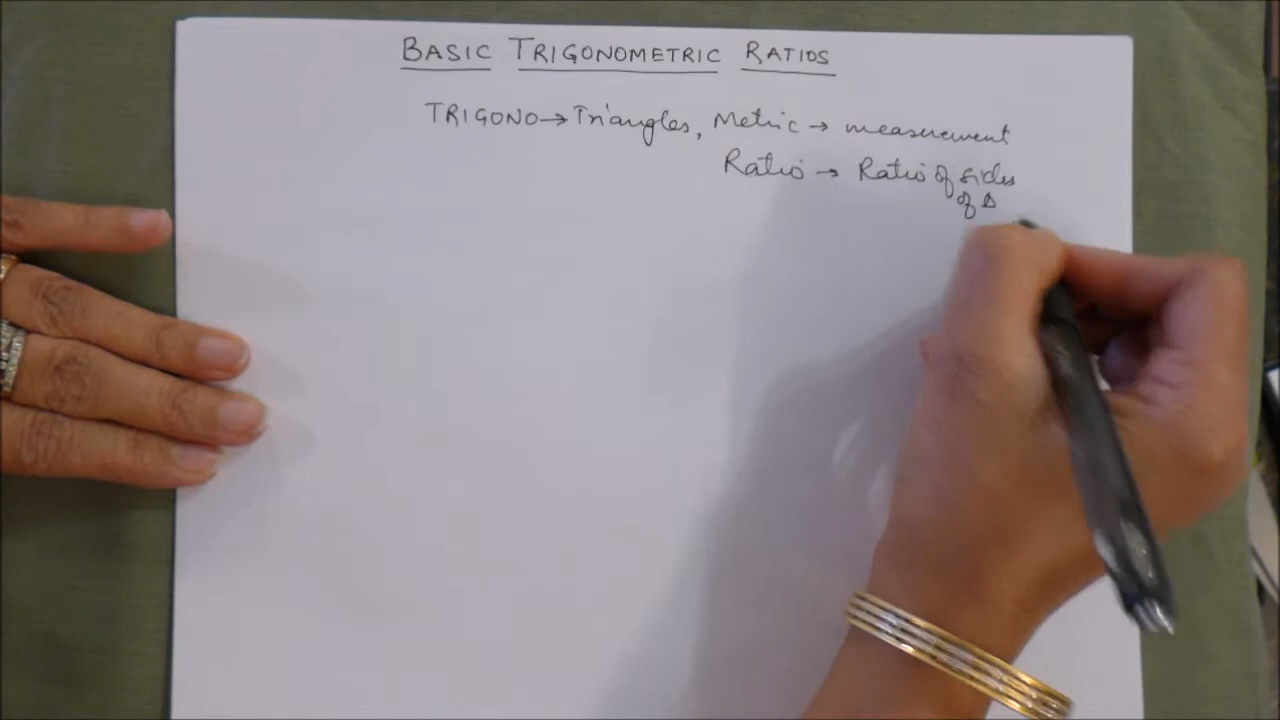 BASIC TRIGONOMETRIC RATIOS
TRIGONO→Triangles, Metric → measurement
Ratio → Ratio of sides
of Δ